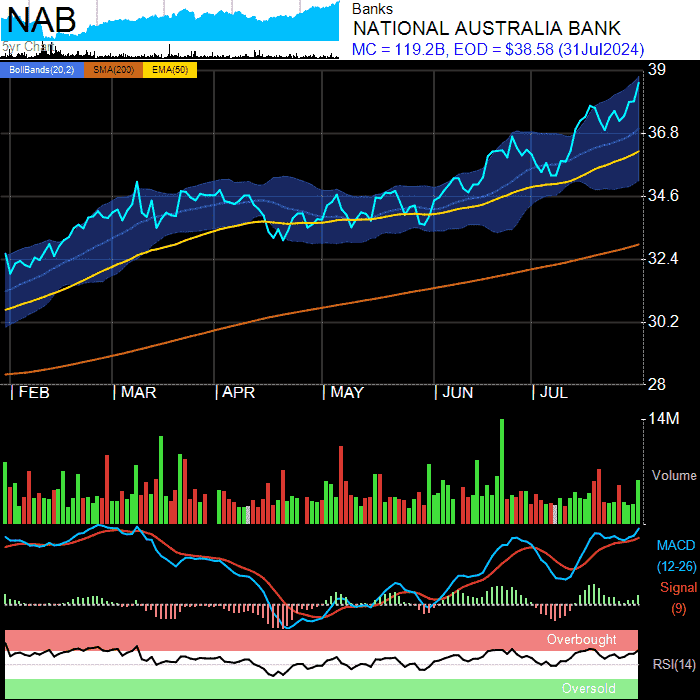 NAB
5yr Chart
Banks
NATIONAL AUSTRALIA BANK
MC = 119.2B, EOD = $38.58 (31Jul2024)
BollBands(20,2) SMA(200) EMA(50)
39
36.8
34.6
32.4
30.2
28
FEB MAR APR MAY JUN JUL
14M
Volume
MACD
(12-26)
Signal
(9)
Overbought
RSI(14)
Oversold